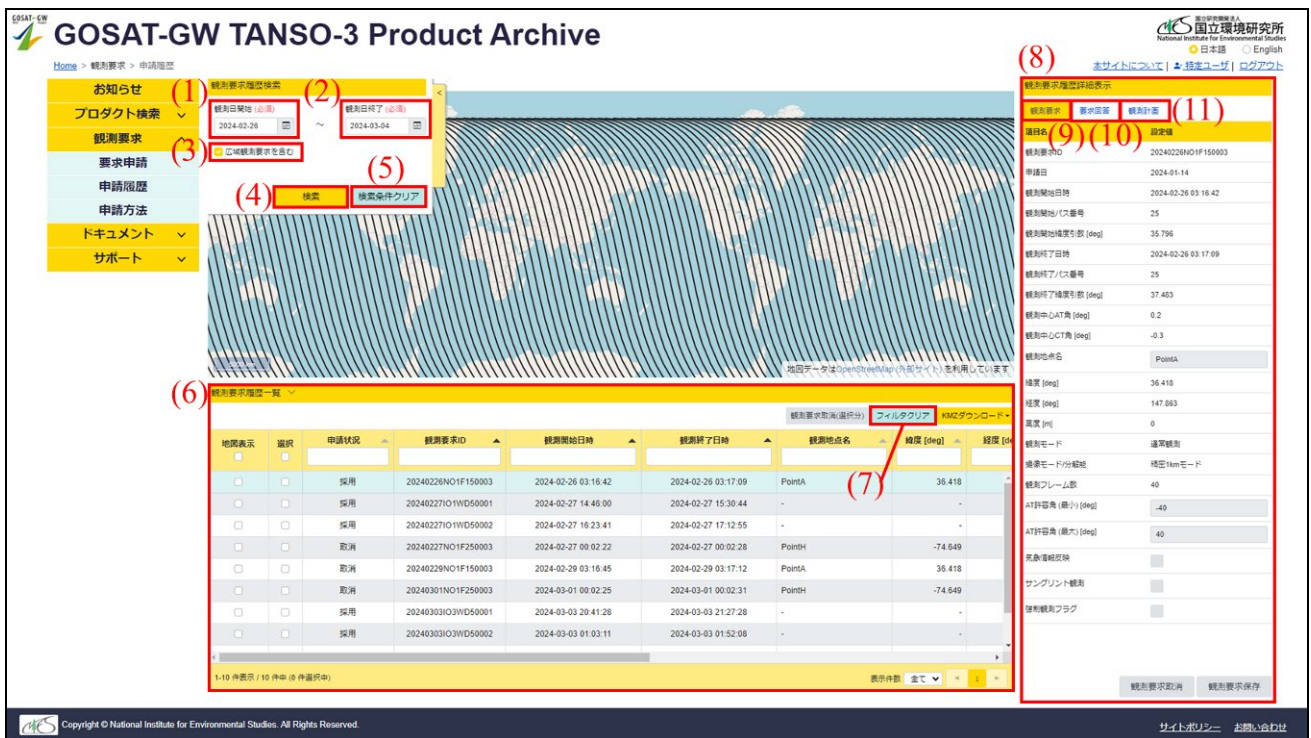 GOSAT-GW
GOSAT-GW TANSO-3 Product Archive
国立研究開発法人
国立環境研究所
National Institute for Environmental Studies
日本語 English
Home > 観測要求 > 申請履歴
本サイトについて | 特定ユーザ | ログアウト
お知らせ
プロダクト検索
観測要求
要求申請
申請履歴
申請方法
ドキュメント
サポート
観測要求履歴検索
(1) 観測日開始 (必須) (2) 観測日終了 (必須)
2024-02-26 ~ 2024-03-04
(3) 広域観測要求を含む
(4) 検索 (5) 検索条件クリア
<
地図データはOpenStreetMap (外部サイト) を利用しています
(6) 観測要求履歴一覧
観測要求取消(選択分) フィルタクリア KMZダウンロード
(7)
地図表示 選択 申請状況 観測要求ID 観測開始日時 観測終了日時 観測地点名 緯度 [deg] 経度 [de
採用 20240226NO1F150003 2024-02-26 03:16:42 2024-02-26 03:17:09 PointA 36.418
採用 20240227IO1WD50001 2024-02-27 14:46:00 2024-02-27 15:30:44 - -
採用 20240227IO1WD50002 2024-02-27 16:23:41 2024-02-27 17:12:55 - -
取消 20240227NO1F250003 2024-02-27 00:02:22 2024-02-27 00:02:28 PointH -74.649
取消 20240229NO1F150003 2024-02-29 03:16:45 2024-02-29 03:17:12 PointA 36.418
取消 20240301NO1F250003 2024-03-01 00:02:25 2024-03-01 00:02:31 PointH -74.649
採用 20240303IO3WD50001 2024-03-03 20:41:28 2024-03-03 21:27:28 - -
採用 20240303IO3WD50002 2024-03-03 01:03:11 2024-03-03 01:52:08 - -
1-10 件表示 / 10 件中 (0 件選択中)
表示件数 全て « 1 »
(8)
観測要求履歴詳細表示
観測要求 要求回答 観測計画 (11)
(9) (10)
項目名 設定値
観測要求ID 20240226NO1F150003
申請日 2024-01-14
観測開始日時 2024-02-26 03:16:42
観測開始パス番号 25
観測開始緯度引数 [deg] 35.796
観測終了日時 2024-02-26 03:17:09
観測終了パス番号 25
観測終了緯度引数 [deg] 37.463
観測中心AT角 [deg] 0.2
観測中心CT角 [deg] -0.3
観測地点名 PointA
緯度 [deg] 36.418
経度 [deg] 147.863
高度 [m] 0
観測モード 通常観測
撮像モード/分解能 精密1kmモード
観測フレーム数 40
AT許容角 (最小) [deg] -40
AT許容角 (最大) [deg] 40
気象情報反映
サングリント観測
強制観測フラグ
観測要求取消 観測要求保存
Copyright © National Institute for Environmental Studies. All Rights Reserved.
サイトポリシー お問い合わせ